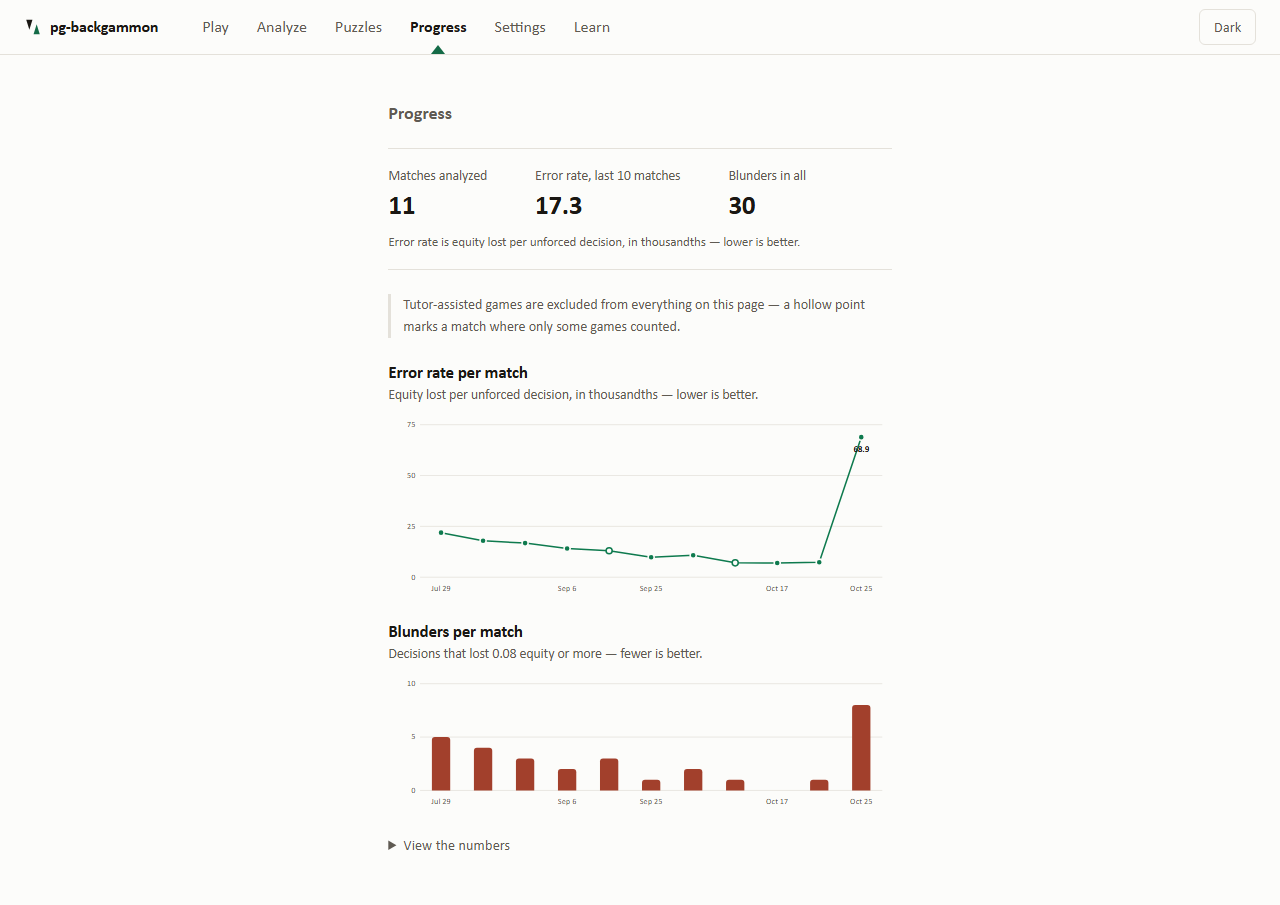 pg-backgammon Play Analyze Puzzles Progress Settings Learn Dark
Progress
Matches analyzed Error rate, last 10 matches Blunders in all
11 17.3 30
Error rate is equity lost per unforced decision, in thousandths — lower is better.
Tutor-assisted games are excluded from everything on this page — a hollow point
marks a match where only some games counted.
Error rate per match
Equity lost per unforced decision, in thousandths — lower is better.
75
68.9
50
25
0
Jul 29 Sep 6 Sep 25 Oct 17 Oct 25
Blunders per match
Decisions that lost 0.08 equity or more — fewer is better.
10
5
0
Jul 29 Sep 6 Sep 25 Oct 17 Oct 25
View the numbers